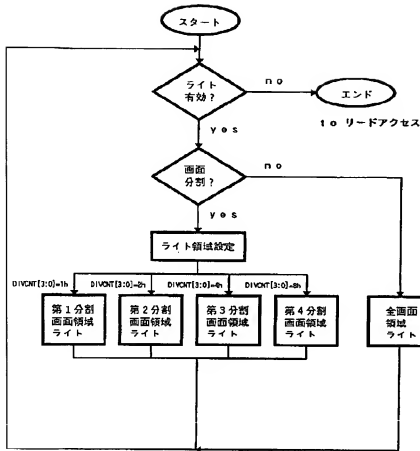 スタート
ライト
有効?
no
エンド
to リードアクセス
yes
画面
分割?
no
yes
ライト領域設定
DIVCNT[3:0]=1h
DIVCNT[3:0]=2h
DIVCNT[3:0]=4h
DIVCNT[3:0]=8h
第1分割
画面領域
ライト
第2分割
画面領域
ライト
第3分割
画面領域
ライト
第4分割
画面領域
ライト
全画面
領域
ライト